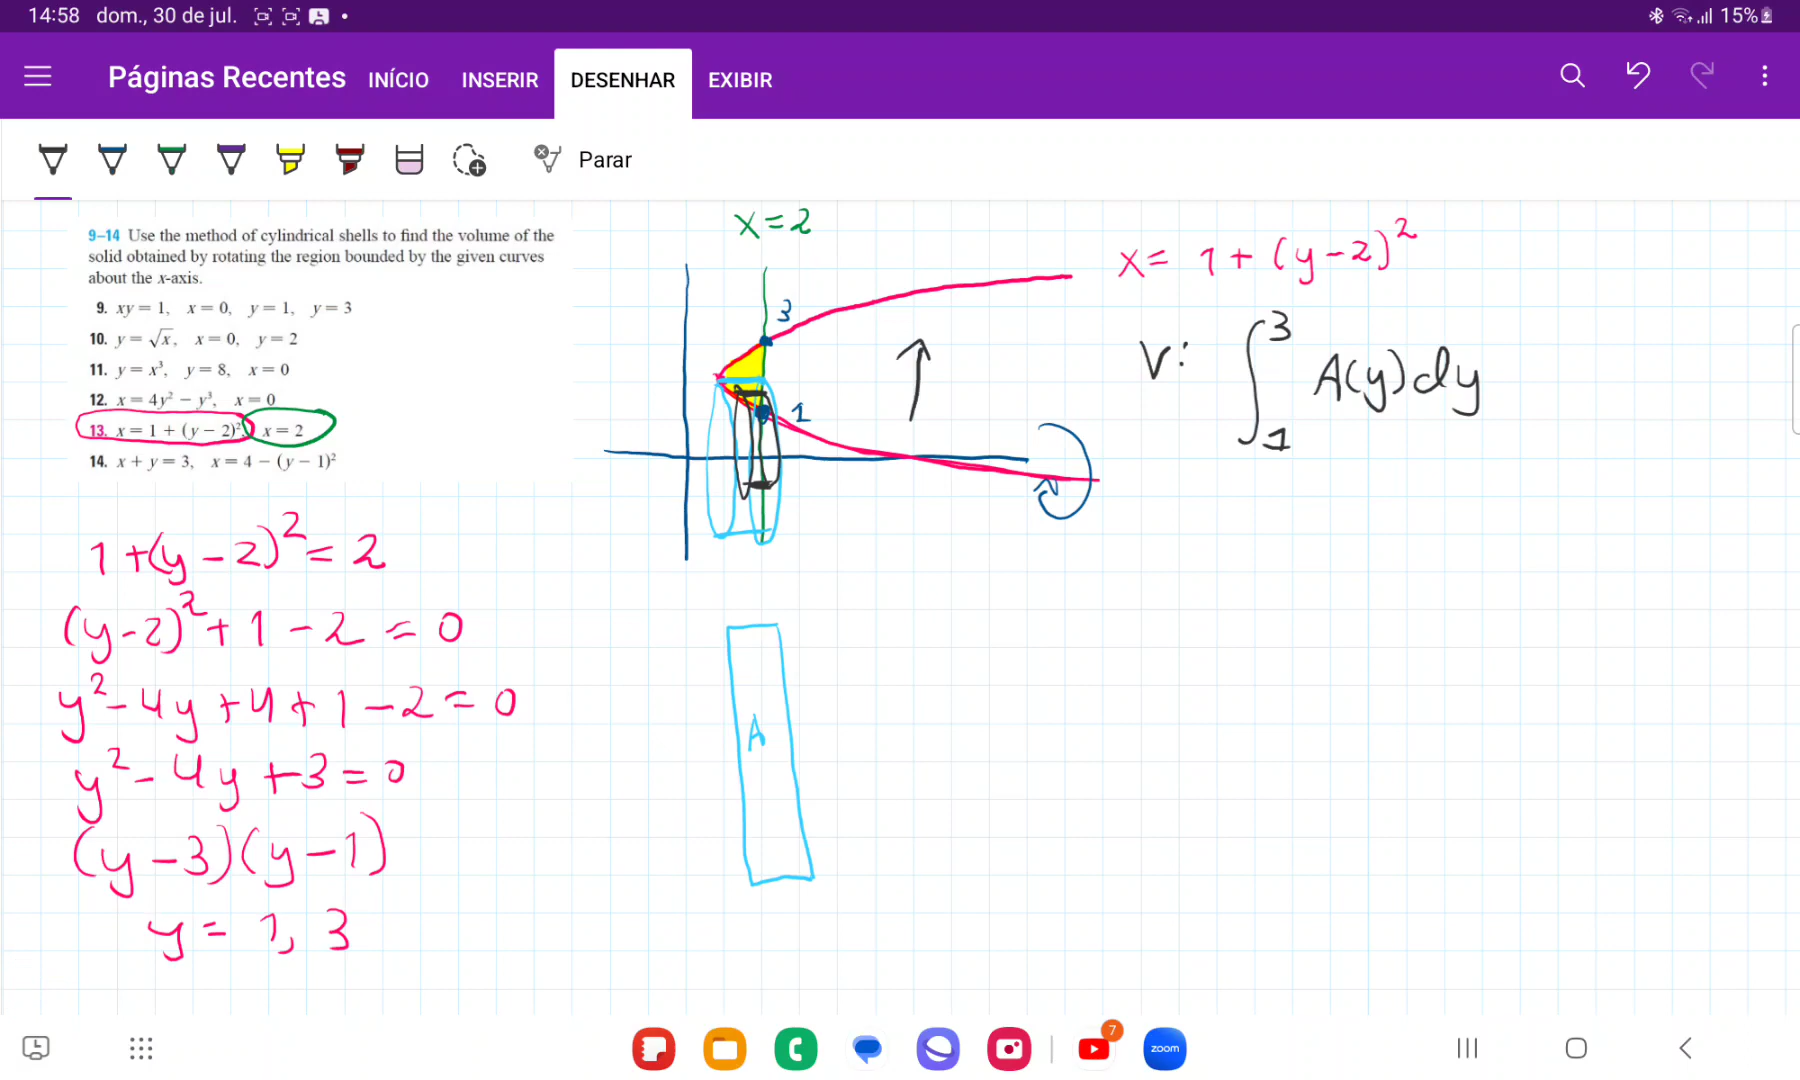 14:58 dom., 30 de jul. 15%
Páginas Recentes INÍCIO INSERIR DESENHAR EXIBIR
Parar
9–14 Use the method of cylindrical shells to find the volume of the
solid obtained by rotating the region bounded by the given curves
about the x-axis.
9. xy = 1, x = 0, y = 1, y = 3
10. y = √x, x = 0, y = 2
11. y = x³, y = 8, x = 0
12. x = 4y² − y³, x = 0
13. x = 1 + (y − 2)², x = 2
14. x + y = 3, x = 4 − (y − 1)²
1 + (y − 2)² = 2
(y-2)² + 1 − 2 = 0
y² − 4y + 4 + 1 − 2 = 0
y² − 4y + 3 = 0
(y − 3)(y − 1)
y = 1, 3
x = 2
3
1
A
x = 1 + (y − 2)²
V: ∫₁³ A(y)dy
7
zoom